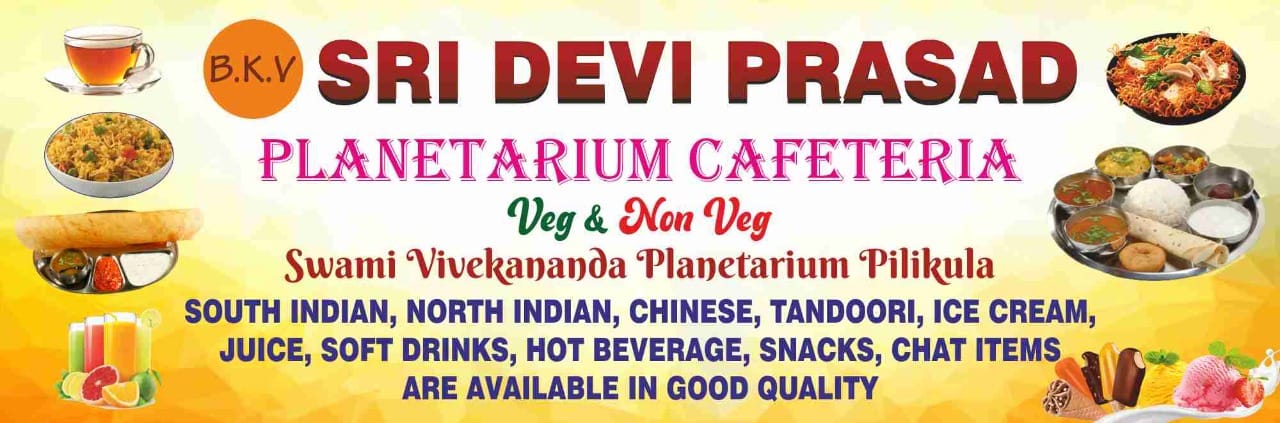 B.K.V SRI DEVI PRASAD
PLANETARIUM CAFETERIA
Veg & Non Veg
Swami Vivekananda Planetarium Pilikula
SOUTH INDIAN, NORTH INDIAN, CHINESE, TANDOORI, ICE CREAM,
JUICE, SOFT DRINKS, HOT BEVERAGE, SNACKS, CHAT ITEMS
ARE AVAILABLE IN GOOD QUALITY